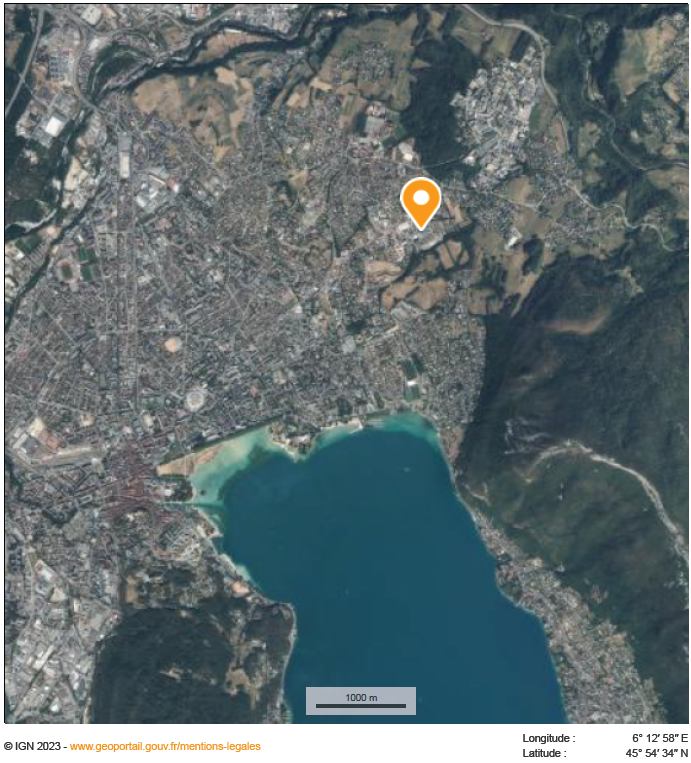 1000 m
© IGN 2023 - www.geoportail.gouv.fr/mentions-legales
Longitude : 6° 12′ 58″ E
Latitude : 45° 54′ 34″ N